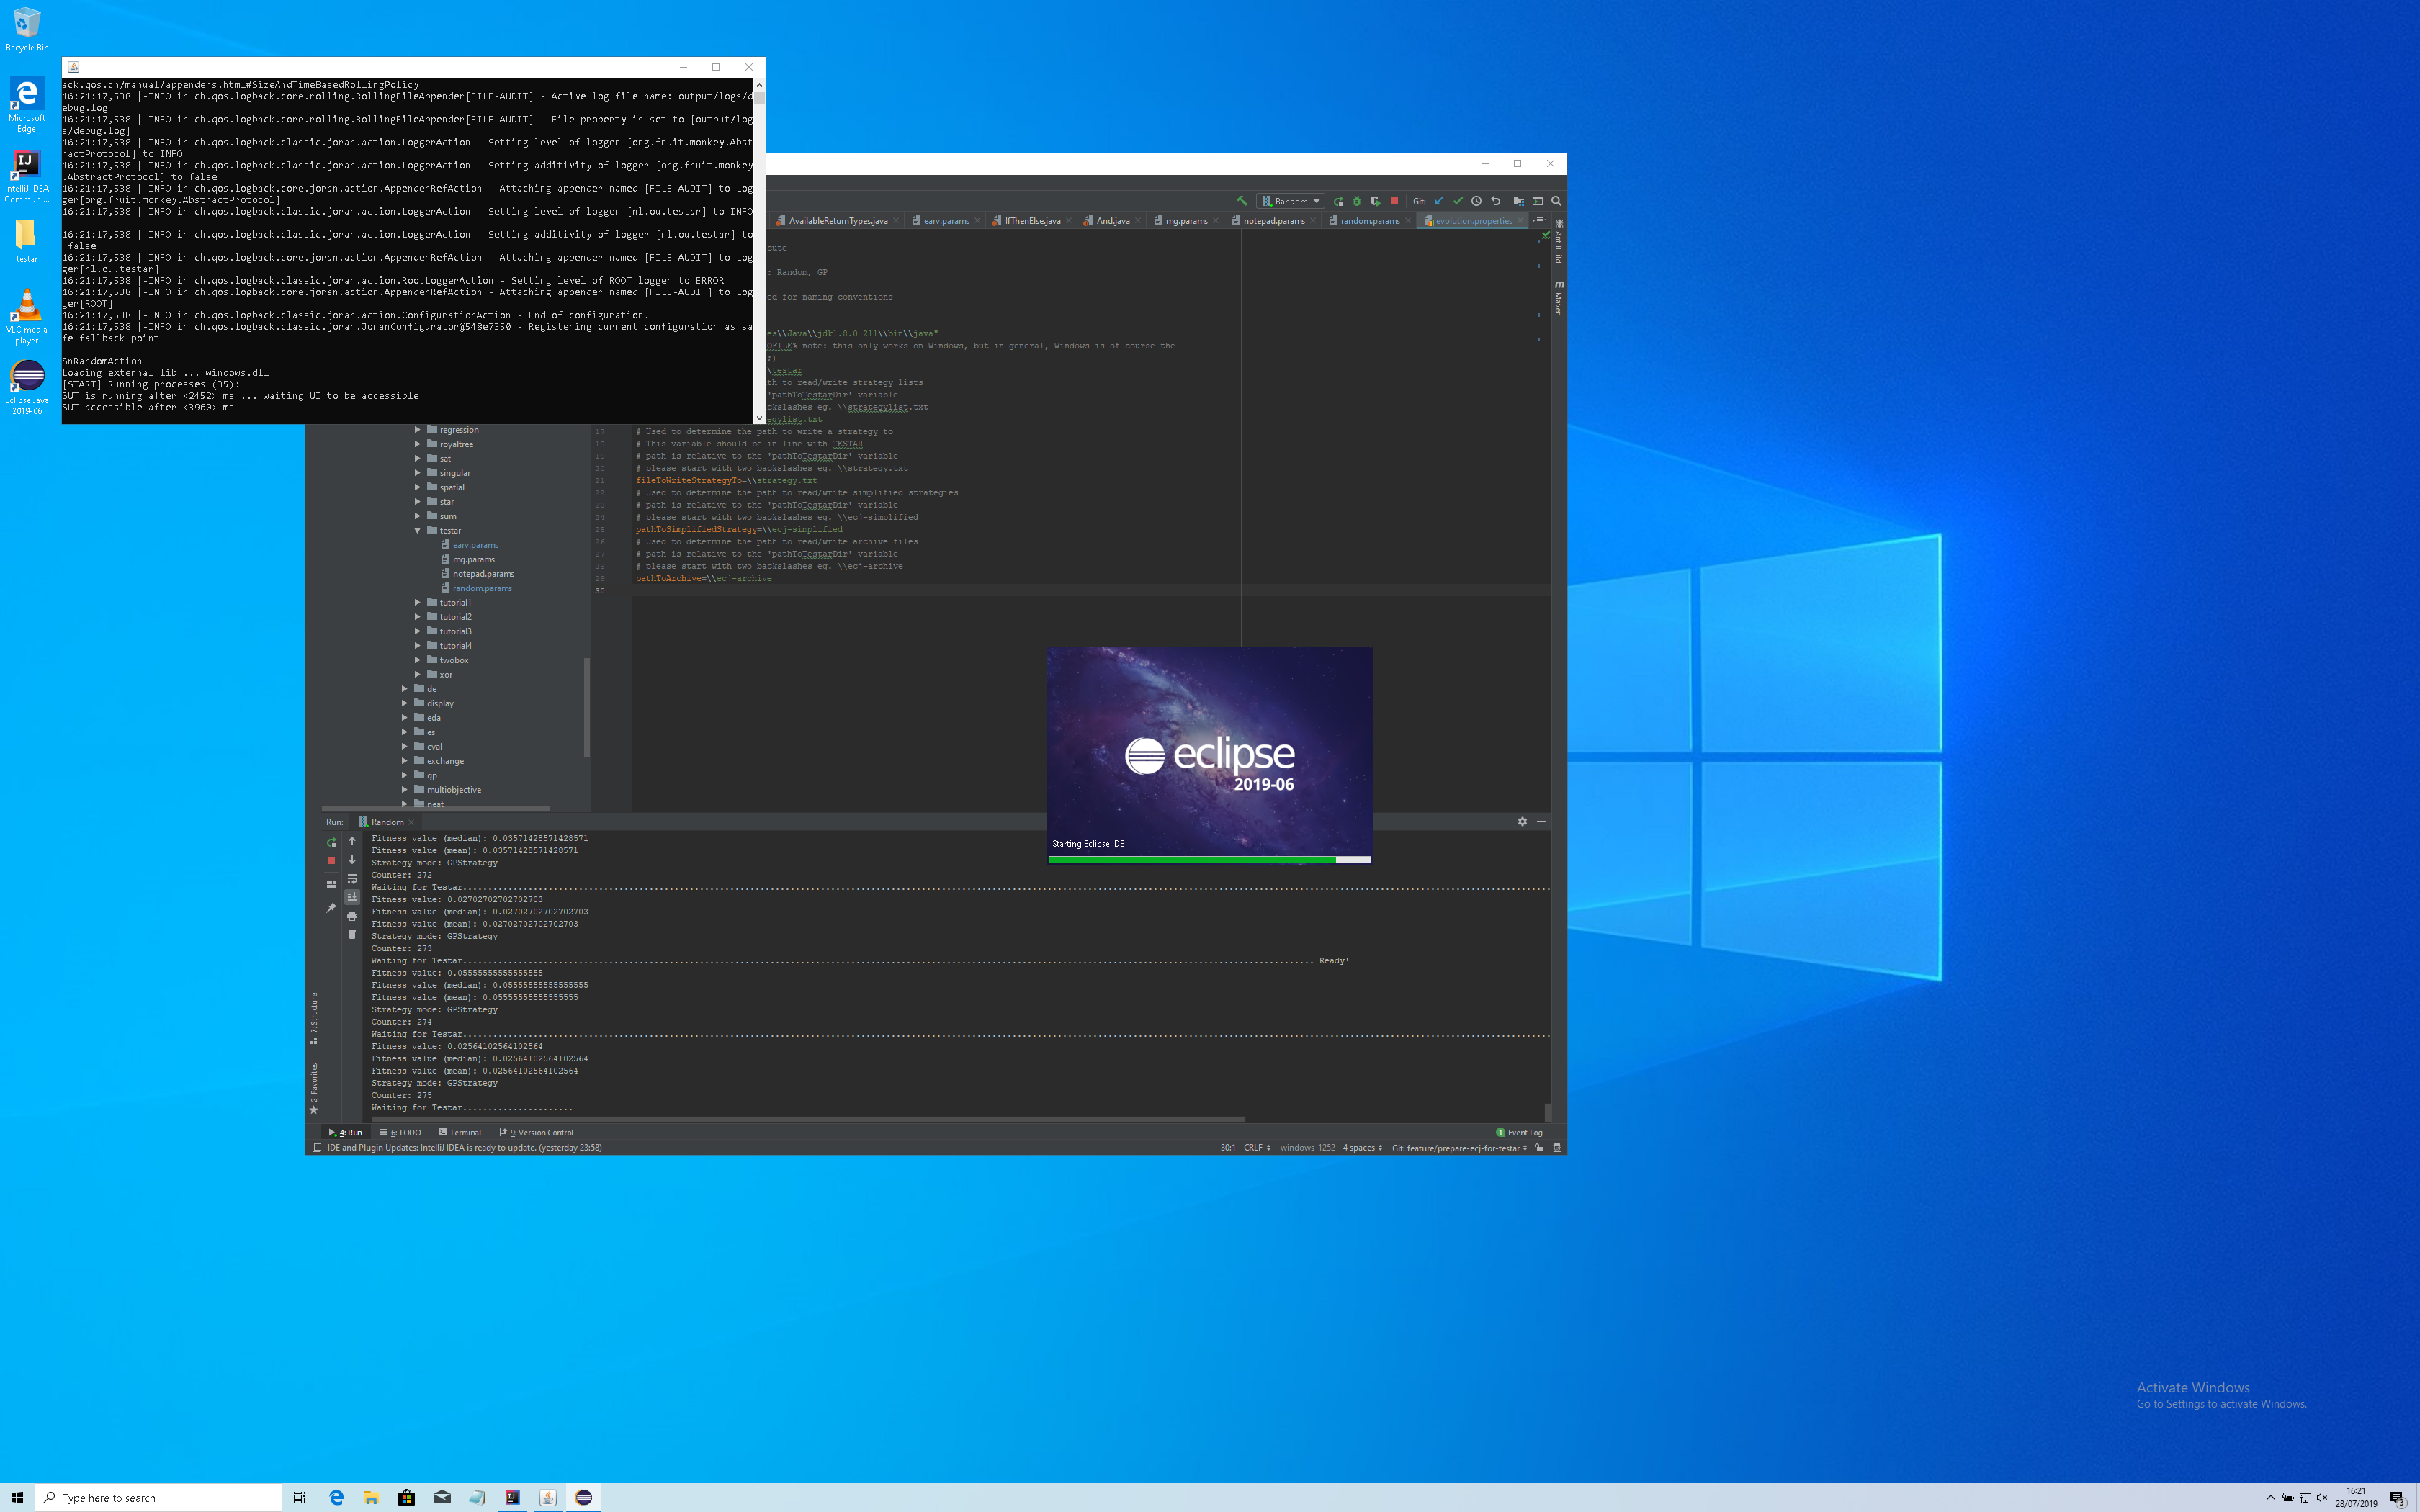 Recycle Bin
Microsoft
Edge
IntelliJ IDEA
Communi...
testar
VLC media
player
Eclipse Java
2019-06
ack.qos.ch/manual/appenders.html#SizeAndTimeBasedRollingPolicy
16:21:17,538 |-INFO in ch.qos.logback.core.rolling.RollingFileAppender[FILE-AUDIT] - Active log file name: output/logs/d
ebug.log
16:21:17,538 |-INFO in ch.qos.logback.core.rolling.RollingFileAppender[FILE-AUDIT] - File property is set to [output/log
s/debug.log]
16:21:17,538 |-INFO in ch.qos.logback.classic.joran.action.LoggerAction - Setting level of logger [org.fruit.monkey.Abst
ractProtocol] to INFO
16:21:17,538 |-INFO in ch.qos.logback.classic.joran.action.LoggerAction - Setting additivity of logger [org.fruit.monkey
.AbstractProtocol] to false
16:21:17,538 |-INFO in ch.qos.logback.core.joran.action.AppenderRefAction - Attaching appender named [FILE-AUDIT] to Log
ger[org.fruit.monkey.AbstractProtocol]
16:21:17,538 |-INFO in ch.qos.logback.classic.joran.action.LoggerAction - Setting level of logger [nl.ou.testar] to INFO
16:21:17,538 |-INFO in ch.qos.logback.classic.joran.action.LoggerAction - Setting additivity of logger [nl.ou.testar] to
false
16:21:17,538 |-INFO in ch.qos.logback.core.joran.action.AppenderRefAction - Attaching appender named [FILE-AUDIT] to Log
ger[nl.ou.testar]
16:21:17,538 |-INFO in ch.qos.logback.classic.joran.action.RootLoggerAction - Setting level of ROOT logger to ERROR
16:21:17,538 |-INFO in ch.qos.logback.core.joran.action.AppenderRefAction - Attaching appender named [FILE-AUDIT] to Log
ger[ROOT]
16:21:17,538 |-INFO in ch.qos.logback.classic.joran.action.ConfigurationAction - End of configuration.
16:21:17,538 |-INFO in ch.qos.logback.classic.joran.JoranConfigurator@548e7350 - Registering current configuration as sa
fe fallback point
SnRandomAction
Loading external lib ... windows.dll
[START] Running processes (35):
SUT is running after <2452> ms ... waiting UI to be accessible
SUT accessible after <3960> ms
Random
Git:
AvailableReturnTypes.java
earv.params
IfThenElse.java
And.java
mg.params
notepad.params
random.params
evolution.properties
Ant Build
Maven
cute
: Random, GP
ed for naming conventions
es\\Java\\jdk1.8.0_211\\bin\\java"
OFILE% note: this only works on Windows, but in general, Windows is of course the
;)
\testar
th to read/write strategy lists
'pathToTestarDir' variable
ckslashes eg. \\strategylist.txt
egylist.txt
17 # Used to determine the path to write a strategy to
18 # This variable should be in line with TESTAR
19 # path is relative to the 'pathToTestarDir' variable
20 # please start with two backslashes eg. \\strategy.txt
21 fileToWriteStrategyTo=\\strategy.txt
22 # Used to determine the path to read/write simplified strategies
23 # path is relative to the 'pathToTestarDir' variable
24 # please start with two backslashes eg. \\ecj-simplified
25 pathToSimplifiedStrategy=\\ecj-simplified
26 # Used to determine the path to read/write archive files
27 # path is relative to the 'pathToTestarDir' variable
28 # please start with two backslashes eg. \\ecj-archive
29 pathToArchive=\\ecj-archive
30
regression
royaltree
sat
singular
spatial
star
sum
testar
earv.params
mg.params
notepad.params
random.params
tutorial1
tutorial2
tutorial3
tutorial4
twobox
xor
de
display
eda
es
eval
exchange
gp
multiobjective
neat
eclipse
2019-06
Starting Eclipse IDE
Run:
Random
Fitness value (median): 0.03571428571428571
Fitness value (mean): 0.03571428571428571
Strategy mode: GPStrategy
Counter: 272
Waiting for Testar....................
Fitness value: 0.02702702702702703
Fitness value (median): 0.02702702702702703
Fitness value (mean): 0.02702702702702703
Strategy mode: GPStrategy
Counter: 273
Waiting for Testar.................... Ready!
Fitness value: 0.05555555555555555
Fitness value (median): 0.05555555555555555
Fitness value (mean): 0.05555555555555555
Strategy mode: GPStrategy
Counter: 274
Waiting for Testar....................
Fitness value: 0.02564102564102564
Fitness value (median): 0.02564102564102564
Fitness value (mean): 0.02564102564102564
Strategy mode: GPStrategy
Counter: 275
Waiting for Testar......................
7: Structure
2: Favorites
4: Run
6: TODO
Terminal
9: Version Control
1 Event Log
IDE and Plugin Updates: IntelliJ IDEA is ready to update. (yesterday 23:58)
30:1
CRLF
windows-1252
4 spaces
Git: feature/prepare-ecj-for-testar
Activate Windows
Go to Settings to activate Windows.
Type here to search
16:21
28/07/2019
3